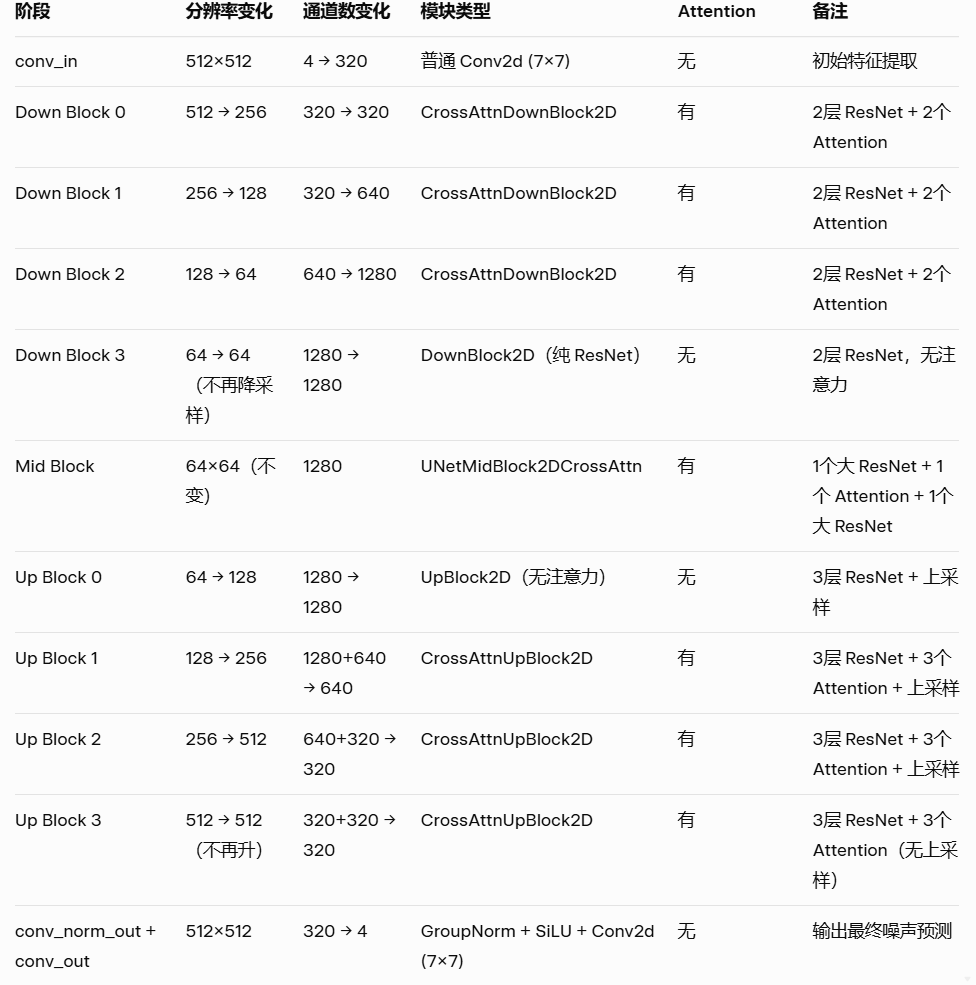 阶段 分辨率变化 通道数变化 模块类型 Attention 备注
conv_in 512×512 4 → 320 普通 Conv2d (7×7) 无 初始特征提取
Down Block 0 512 → 256 320 → 320 CrossAttnDownBlock2D 有 2层 ResNet + 2个
Attention
Down Block 1 256 → 128 320 → 640 CrossAttnDownBlock2D 有 2层 ResNet + 2个
Attention
Down Block 2 128 → 64 640 → 1280 CrossAttnDownBlock2D 有 2层 ResNet + 2个
Attention
Down Block 3 64 → 64 1280 → DownBlock2D（纯 ResNet） 无 2层 ResNet，无注
（不再降采 1280 意力
样）
Mid Block 64×64（不 1280 UNetMidBlock2DCrossAttn 有 1个大 ResNet + 1
变） 个 Attention + 1个
大 ResNet
Up Block 0 64 → 128 1280 → UpBlock2D（无注意力） 无 3层 ResNet + 上采
1280 样
Up Block 1 128 → 256 1280+640 CrossAttnUpBlock2D 有 3层 ResNet + 3个
→ 640 Attention + 上采样
Up Block 2 256 → 512 640+320 → CrossAttnUpBlock2D 有 3层 ResNet + 3个
320 Attention + 上采样
Up Block 3 512 → 512 320+320 → CrossAttnUpBlock2D 有 3层 ResNet + 3个
（不再升） 320 Attention（无上采
样）
conv_norm_out + 512×512 320 → 4 GroupNorm + SiLU + Conv2d 无 输出最终噪声预测
conv_out (7×7)